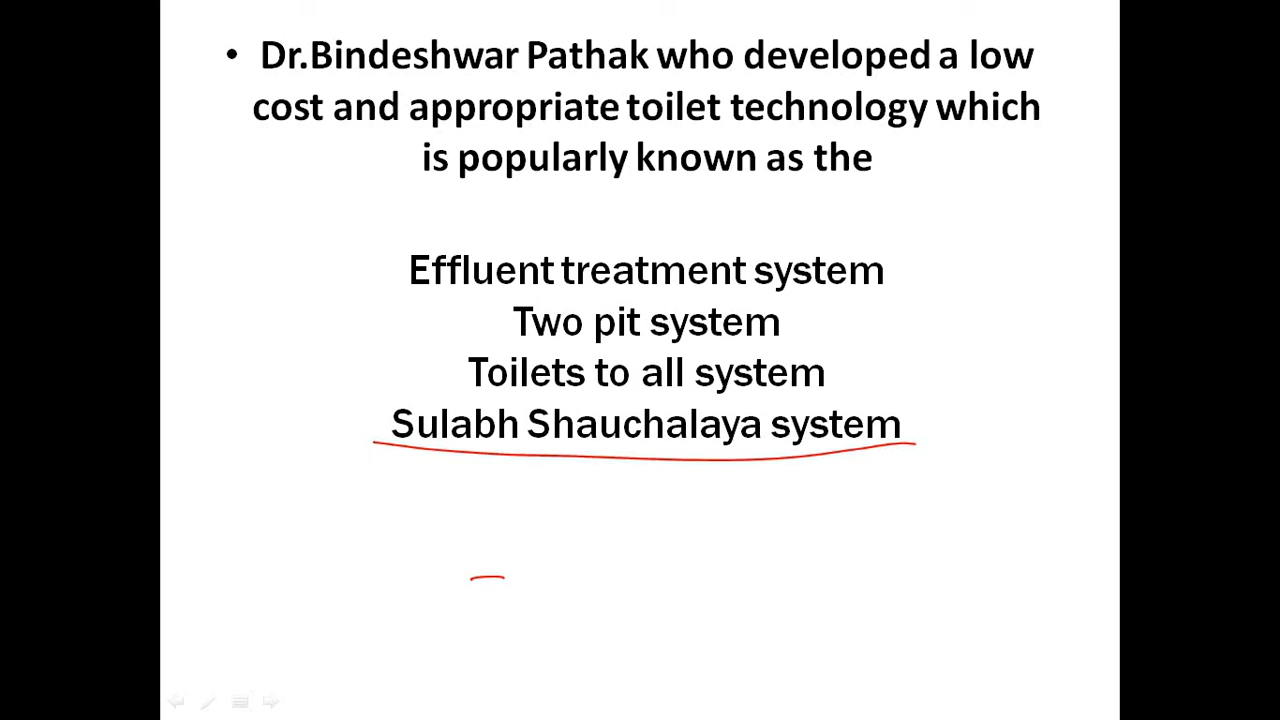 • Dr.Bindeshwar Pathak who developed a low
cost and appropriate toilet technology which
is popularly known as the
Effluent treatment system
Two pit system
Toilets to all system
Sulabh Shauchalaya system